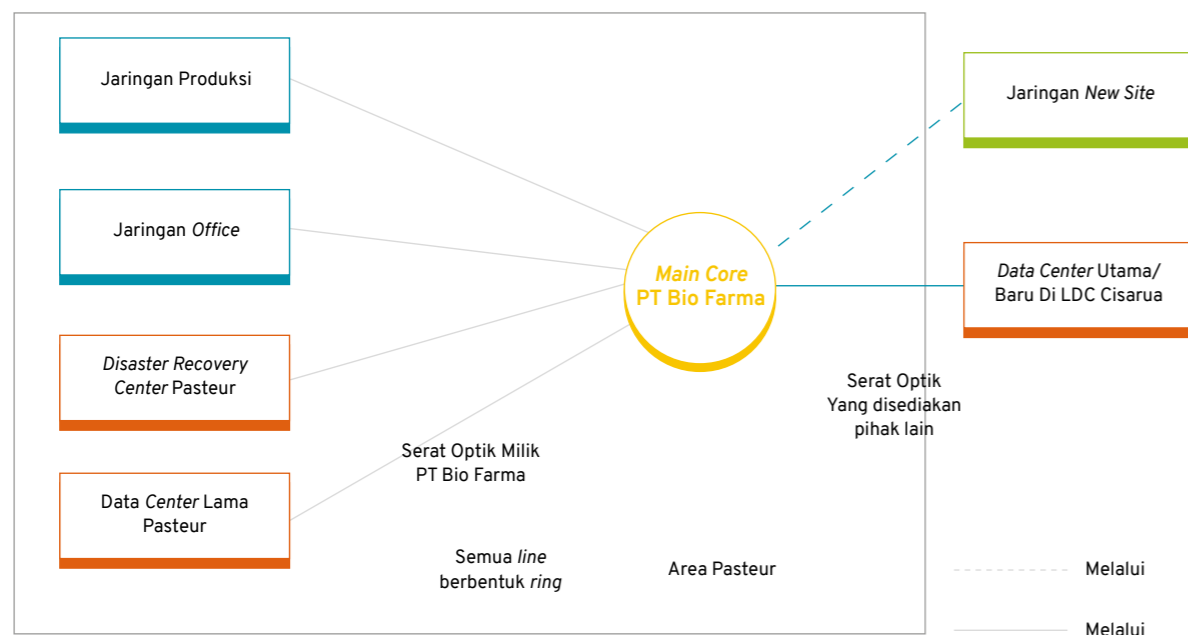 Jaringan Produksi
Jaringan Office
Disaster Recovery
Center Pasteur
Data Center Lama
Pasteur
Main Core
PT Bio Farma
Jaringan New Site
Data Center Utama/
Baru Di LDC Cisarua
Serat Optik
Yang disediakan
pihak lain
Serat Optik Milik
PT Bio Farma
Semua line
berbentuk ring
Area Pasteur
Melalui
Melalui